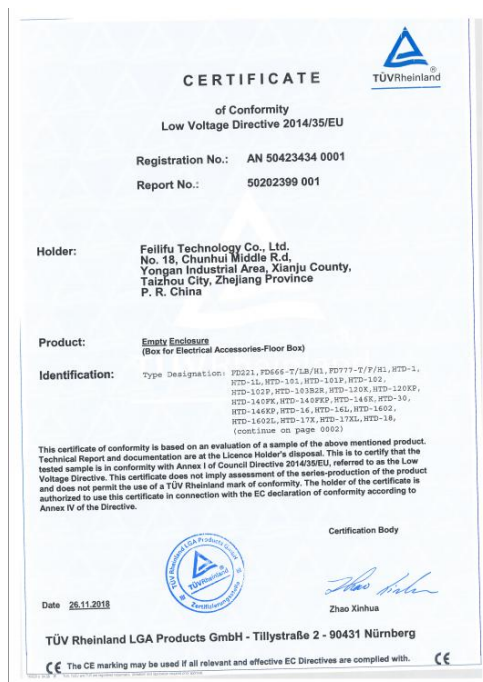 TÜVRheinland®
CERTIFICATE
of Conformity
Low Voltage Directive 2014/35/EU
Registration No.: AN 50423434 0001
Report No.: 50202399 001
Holder: Feilifu Technology Co., Ltd.
No. 18, Chunhui Middle R.d,
Yongan Industrial Area, Xianju County,
Taizhou City, Zhejiang Province
P. R. China
Product: Empty Enclosure
(Box for Electrical Accessories-Floor Box)
Identification: Type Designation: FD221, FD666-T/LB/H1, FD777-T/F/H1, HTD-1,
HTD-1L, HTD-101, HTD-101P, HTD-102,
HTD-102P, HTD-103B2R, HTD-120K, HTD-120KP,
HTD-140FK, HTD-140FKP, HTD-146K, HTD-30,
HTD-146KP, HTD-16, HTD-16L, HTD-1602,
HTD-1602L, HTD-17X, HTD-17XL, HTD-18,
(continue on page 0002)
This certificate of conformity is based on an evaluation of a sample of the above mentioned product.
Technical Report and documentation are at the Licence Holder's disposal. This is to certify that the
tested sample is in conformity with Annex I of Council Directive 2014/35/EU, referred to as the Low
Voltage Directive. This certificate does not imply assessment of the series-production of the product
and does not permit the use of a TÜV Rheinland mark of conformity. The holder of the certificate is
authorized to use this certificate in connection with the EC declaration of conformity according to
Annex IV of the Directive.
Certification Body
TÜV Rheinland LGA Products GmbH
TÜVRheinland
Zertifizierungsstelle
Date 26.11.2018
Zhao Xinhua
TÜV Rheinland LGA Products GmbH - Tillystraße 2 - 90431 Nürnberg
CE The CE marking may be used if all relevant and effective EC Directives are complied with. CE